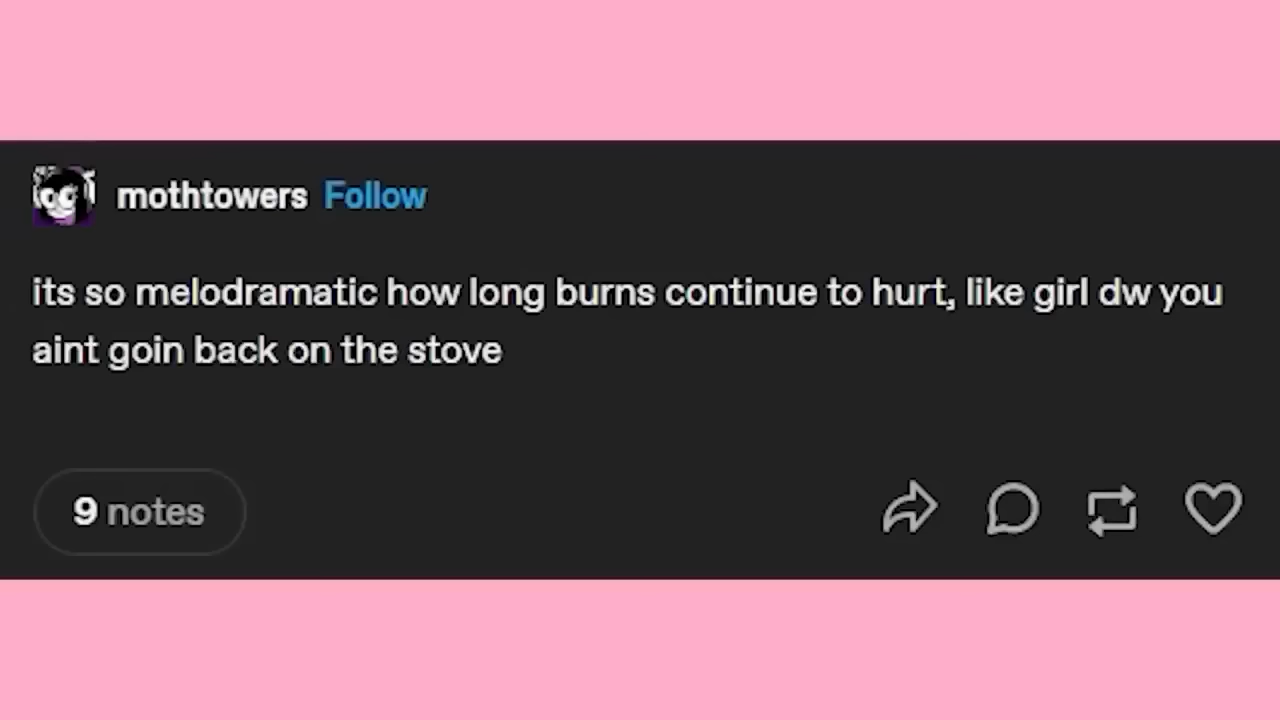 mothtowers Follow
its so melodramatic how long burns continue to hurt, like girl dw you
aint goin back on the stove
9 notes